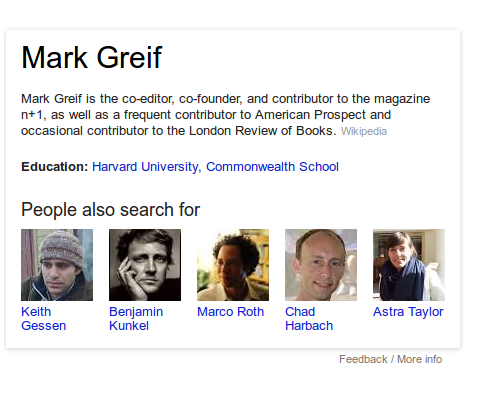 Mark Greif
Mark Greif is the co-editor, co-founder, and contributor to the magazine
n+1, as well as a frequent contributor to American Prospect and
occasional contributor to the London Review of Books. Wikipedia
Education: Harvard University, Commonwealth School
People also search for
Keith
Gessen
Benjamin
Kunkel
Marco Roth
Chad
Harbach
Astra Taylor
Feedback / More info